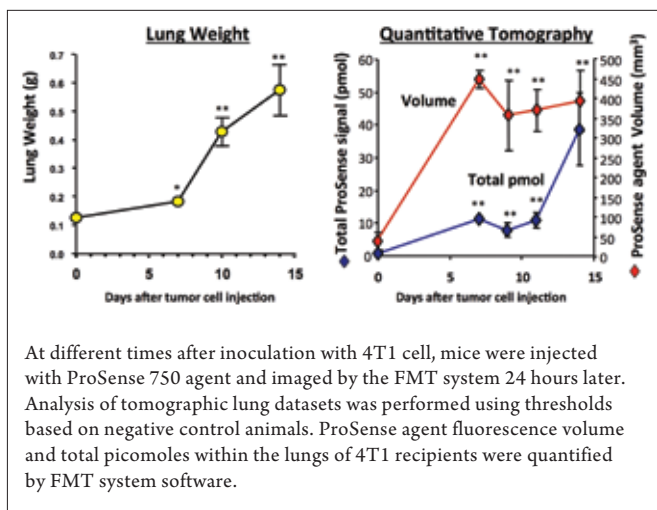 Lung Weight
Quantitative Tomography
Lung Weight (g)
0.7
0.6
0.5
0.4
0.3
0.2
0.1
0.0
0
5
10
15
Days after tumor cell injection
*
**
**
Total ProSense signal (pmol)
60
50
40
30
20
10
0
0
5
10
15
Days after tumor cell injection
Volume
Total pmol
**
**
**
**
**
**
**
500
450
400
350
300
250
200
150
100
50
0
ProSense agent Volume (mm³)
At different times after inoculation with 4T1 cell, mice were injected
with ProSense 750 agent and imaged by the FMT system 24 hours later.
Analysis of tomographic lung datasets was performed using thresholds
based on negative control animals. ProSense agent fluorescence volume
and total picomoles within the lungs of 4T1 recipients were quantified
by FMT system software.